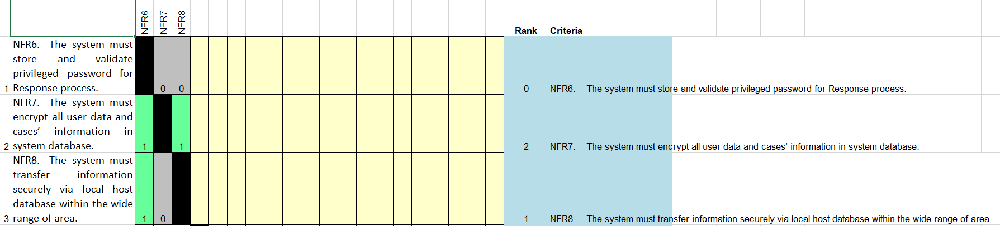 NFR6.
NFR7.
NFR8.
Rank
Criteria
NFR6. The system must
store and validate
privileged password for
1 Response process.
0
0
0
NFR6. The system must store and validate privileged password for Response process.
NFR7. The system must
encrypt all user data and
cases’ information in
2 system database.
1
1
2
NFR7. The system must encrypt all user data and cases’ information in system database.
NFR8. The system must
transfer information
securely via local host
database within the wide
3 range of area.
1
0
1
NFR8. The system must transfer information securely via local host database within the wide range of area.